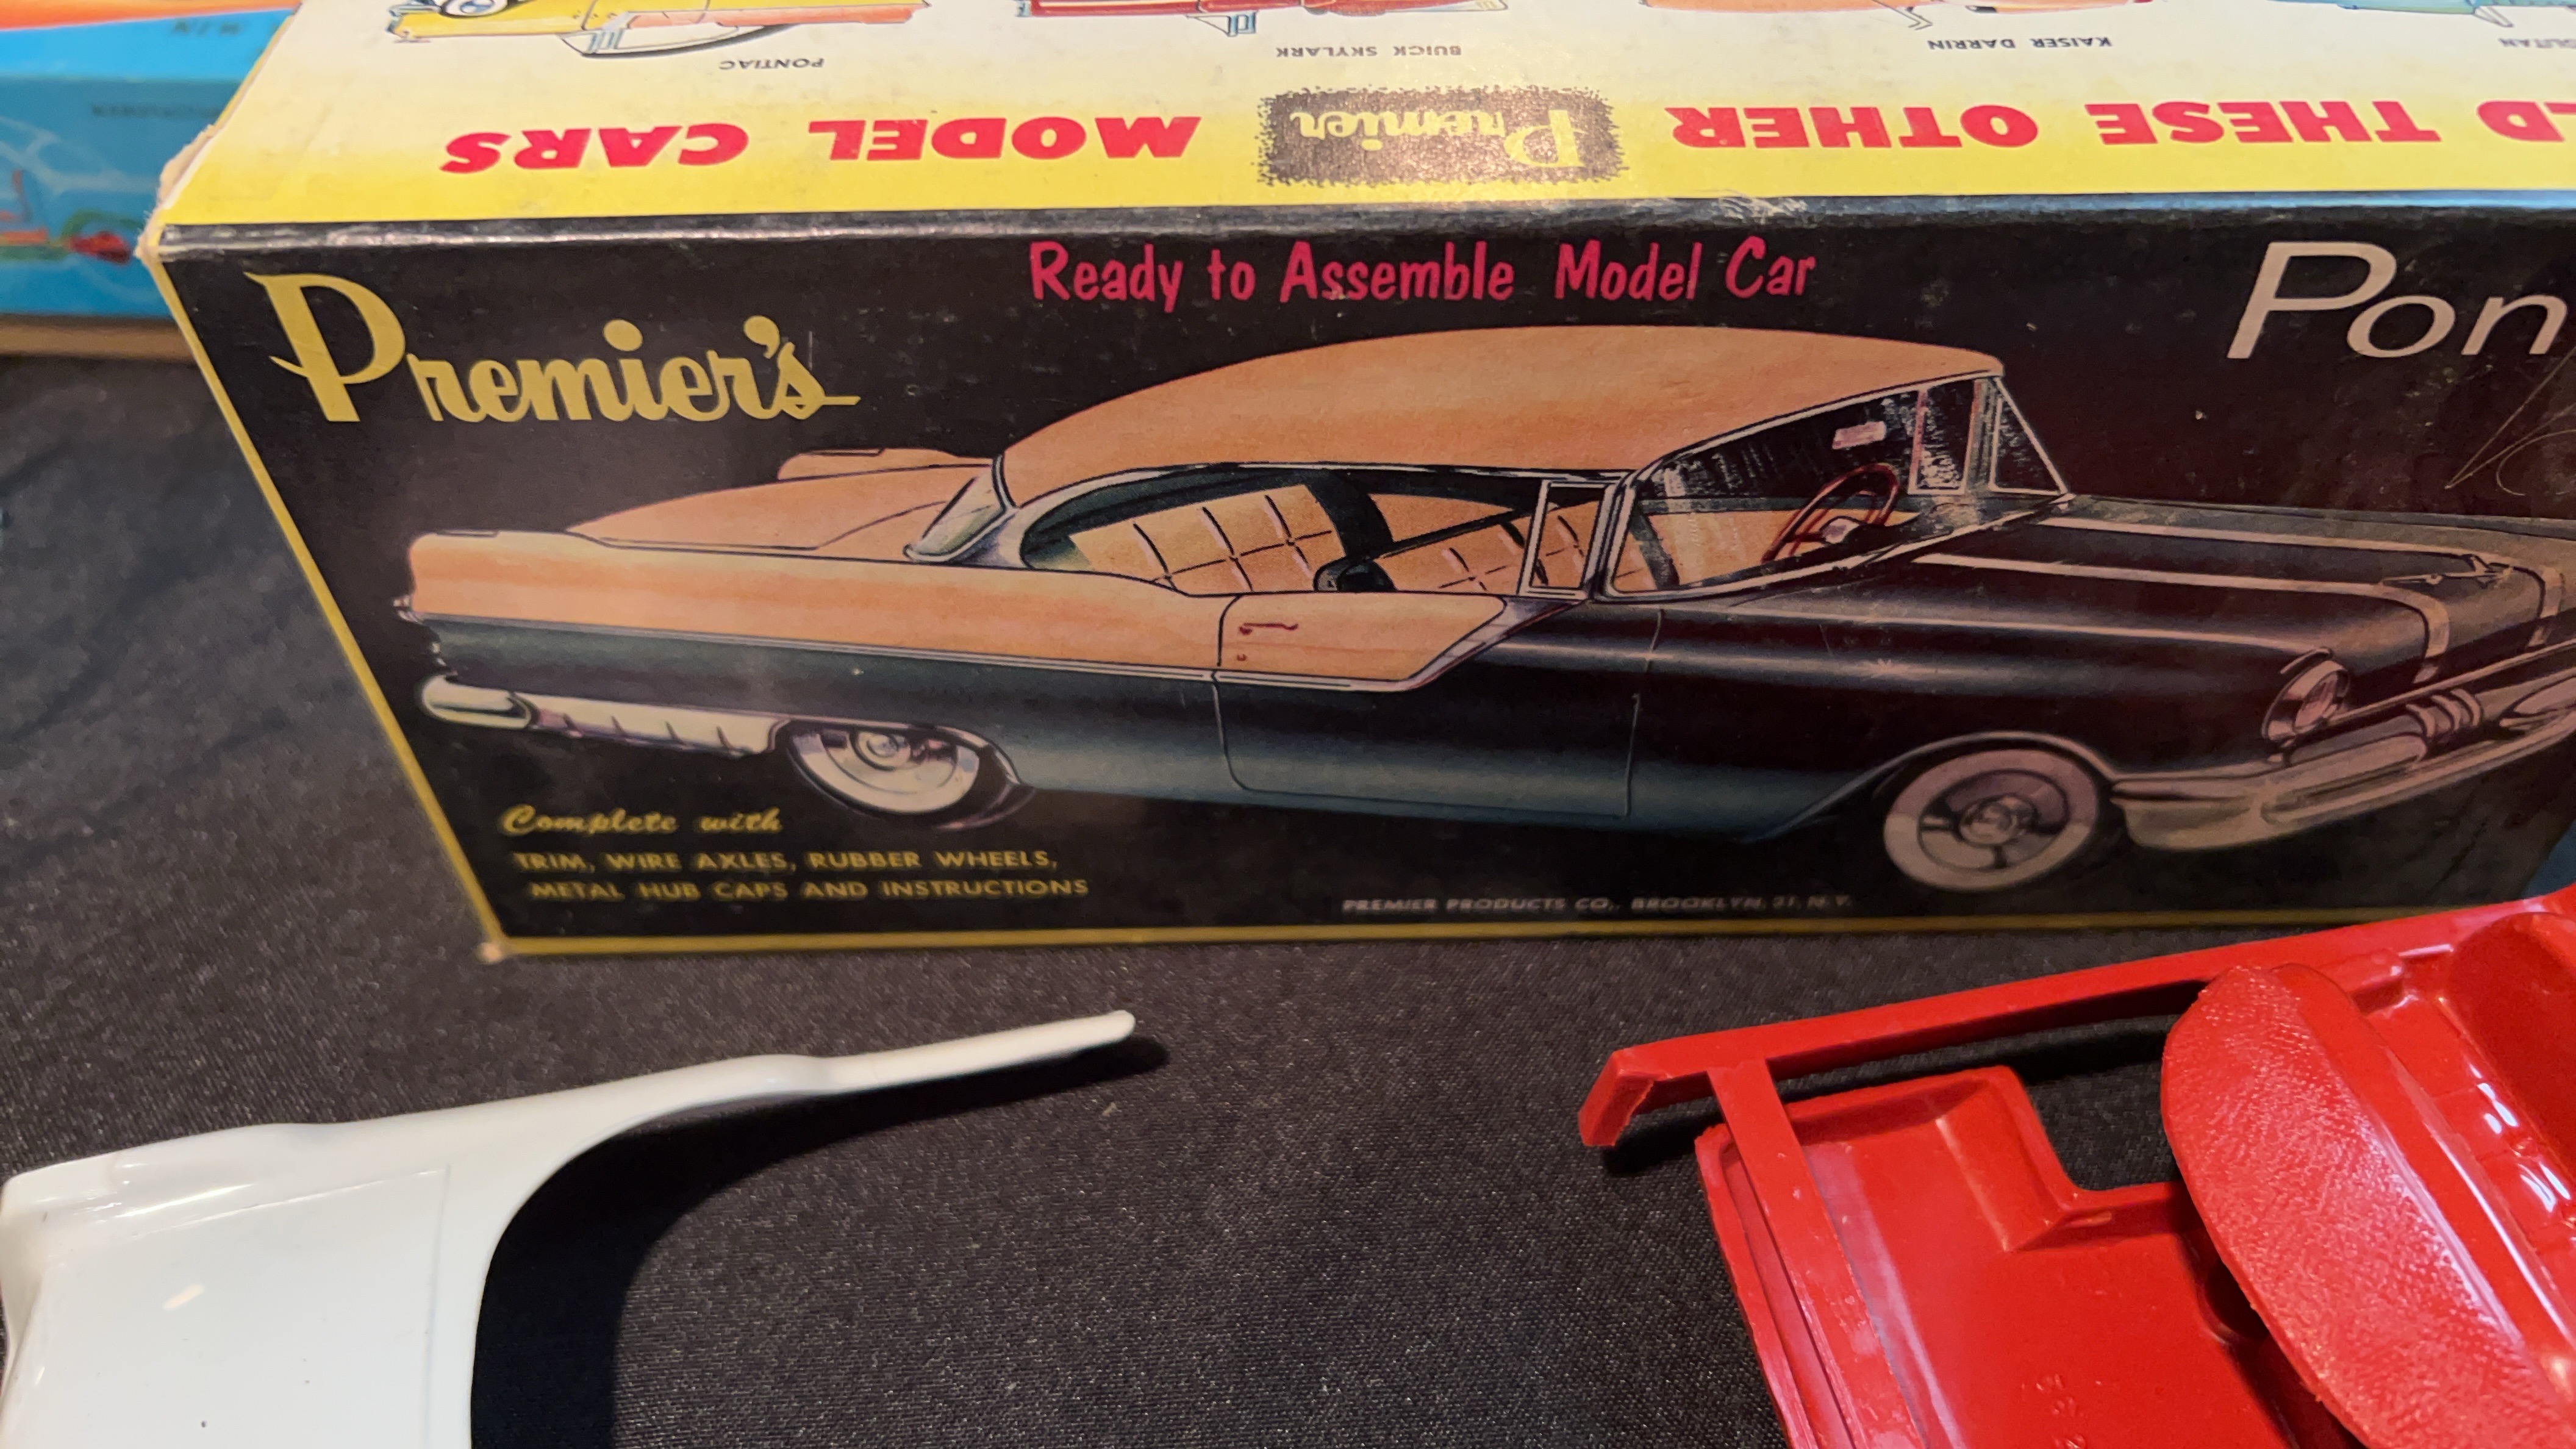 PONTIAC
BUICK SKYLARK
KAISER DARRIN
THESE OTHER Premier MODEL CARS
Ready to Assemble Model Car
Premier's
Pon
Complete with
TRIM, WIRE AXLES, RUBBER WHEELS,
METAL HUB CAPS AND INSTRUCTIONS
PREMIER PRODUCTS CO., BROOKLYN, 31, N.Y.